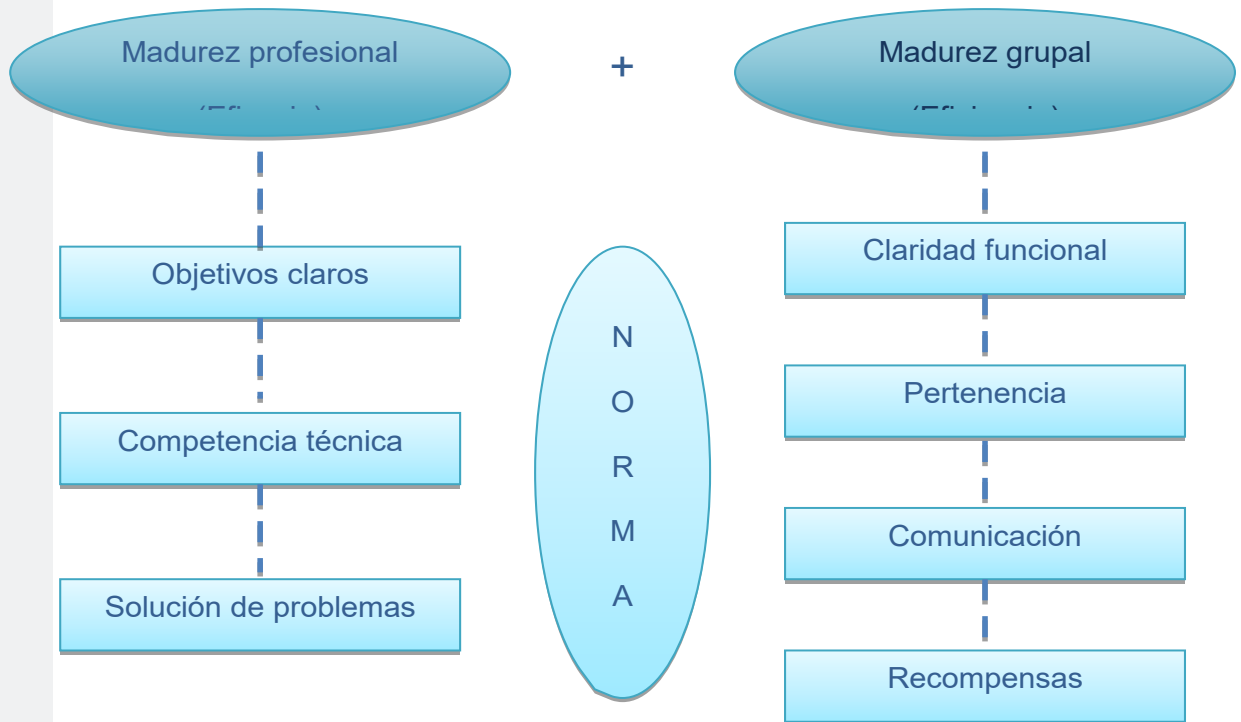 Madurez profesional
+
Madurez grupal
Objetivos claros
Competencia técnica
Solución de problemas
N
O
R
M
A
Claridad funcional
Pertenencia
Comunicación
Recompensas